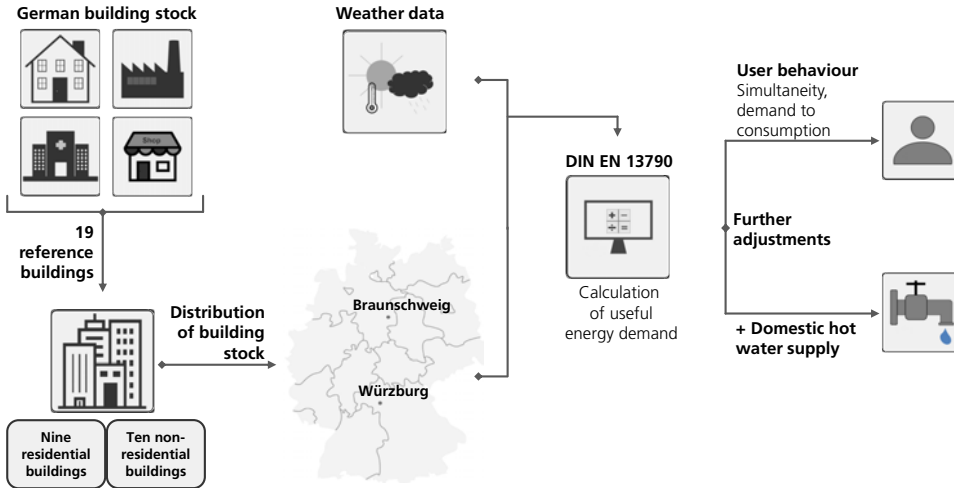 German building stock
Shop
19
reference
buildings
Nine
residential
buildings
Ten non-
residential
buildings
Distribution
of building
stock
Weather data
Braunschweig
Würzburg
DIN EN 13790
+ −
÷ =
Calculation
of useful
energy demand
Further
adjustments
User behaviour
Simultaneity,
demand to
consumption
+ Domestic hot
water supply